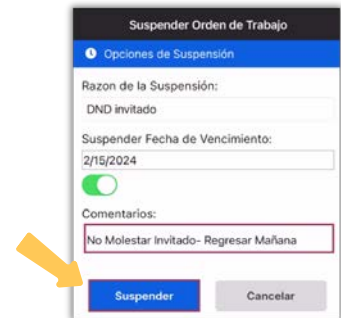 Suspender Orden de Trabajo
Opciones de Suspensión
Razon de la Suspensión:
DND invitado
Suspender Fecha de Vencimiento:
2/15/2024
Comentarios:
No Molestar Invitado- Regresar Mañana
Suspender Cancelar